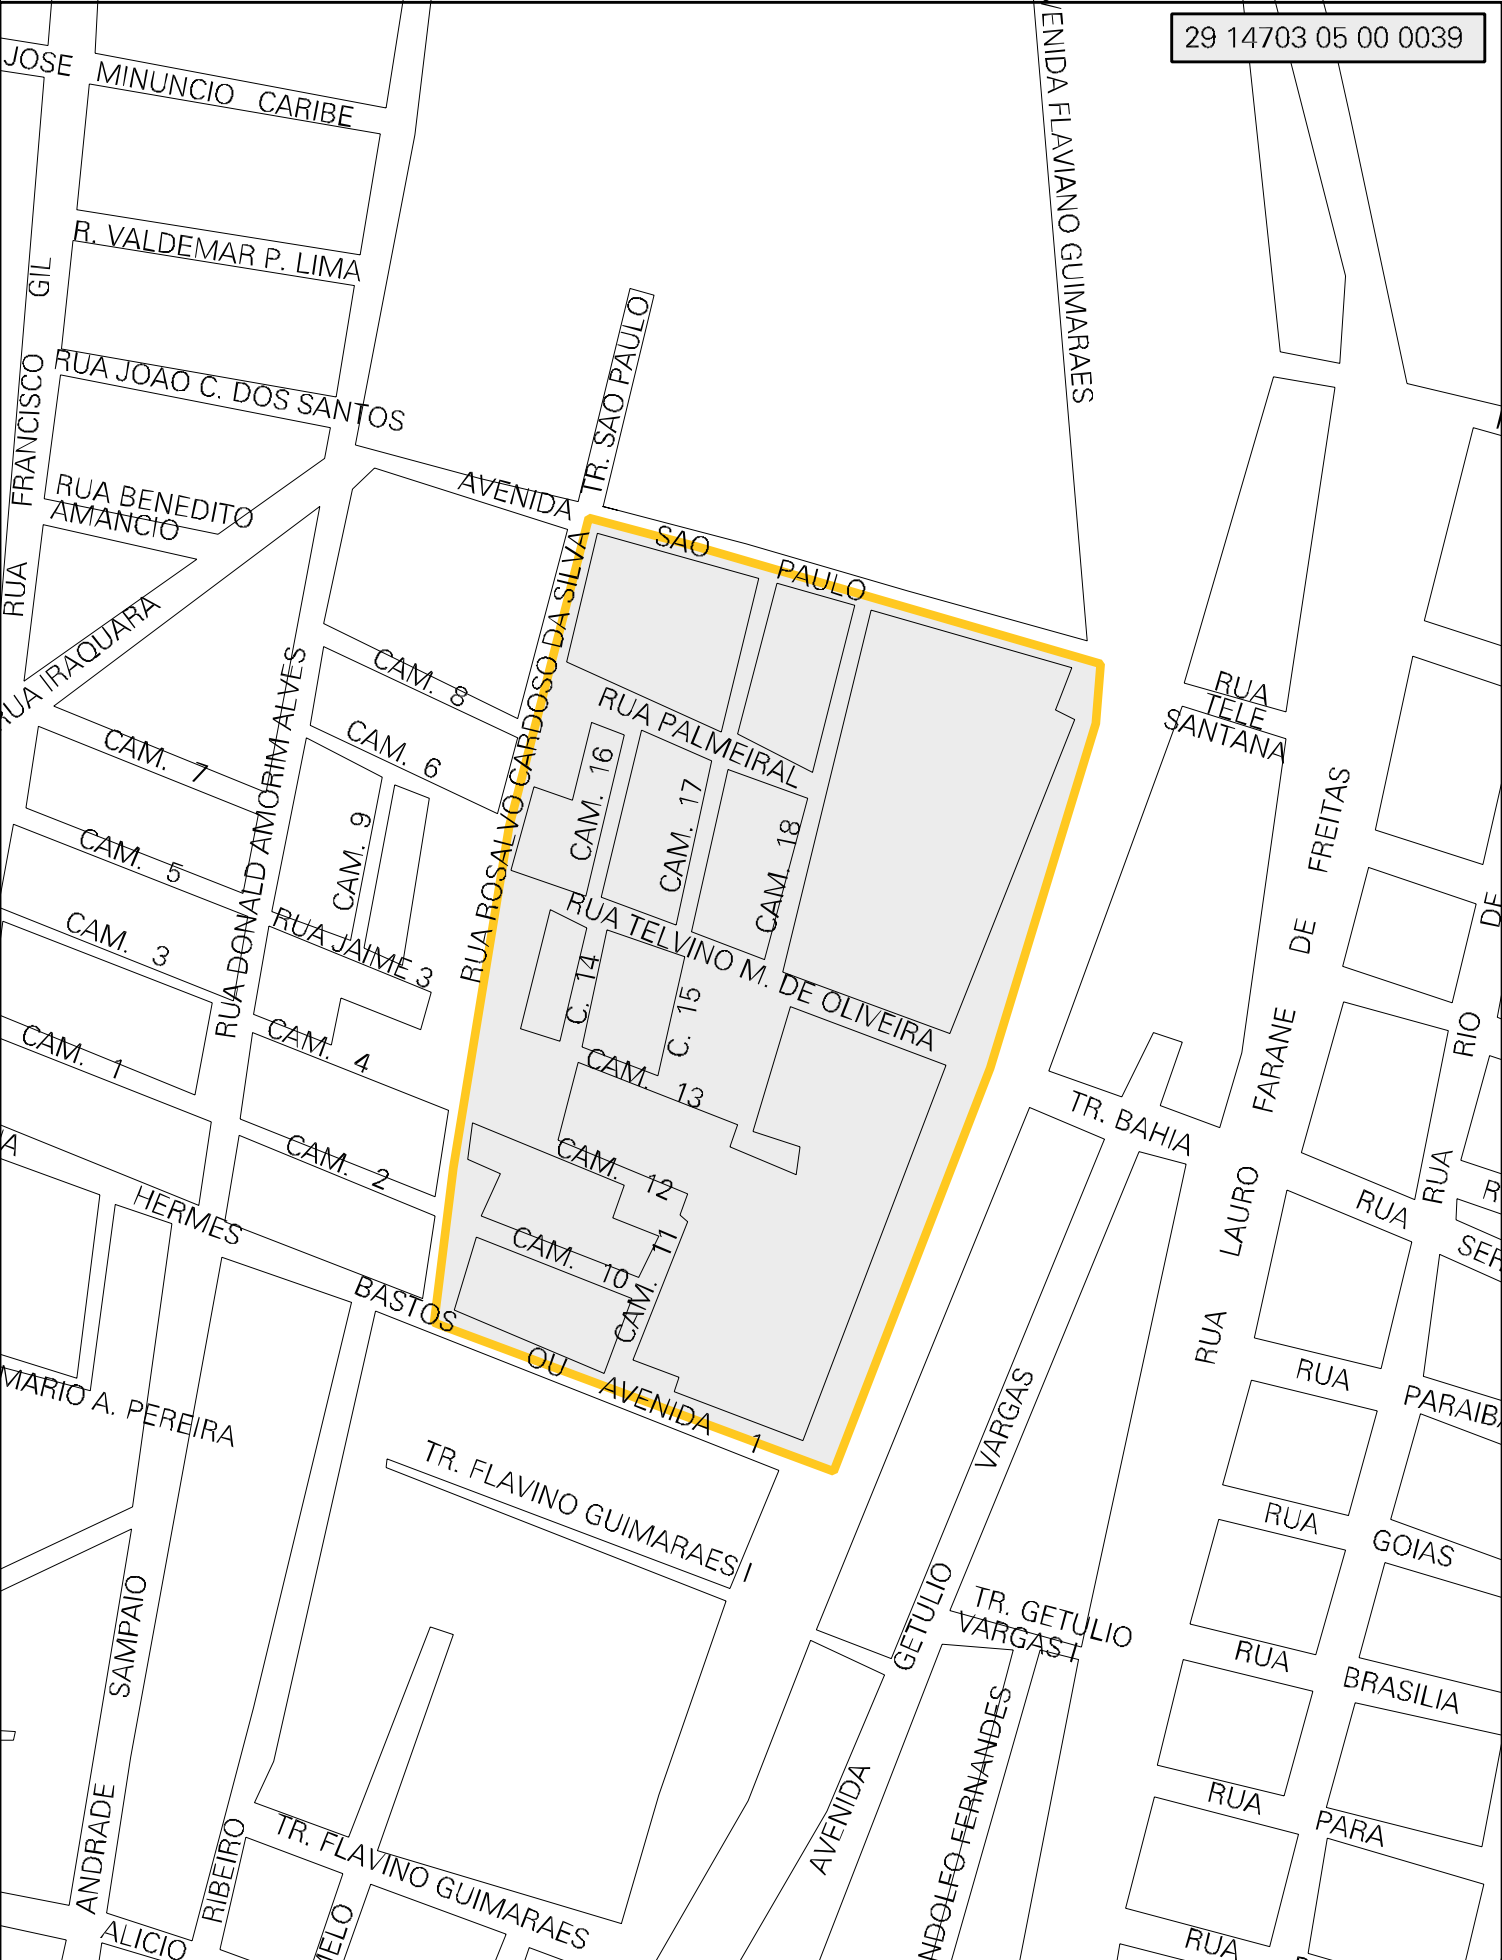 29 14703 05 00 0039
JOSE MINUNCIO CARIBE
R. VALDEMAR P. LIMA
RUA JOAO C. DOS SANTOS
RUA BENEDITO
AMANCIO
RUA FRANCISCO GIL
RUA IRAQUARA
AVENIDA SAO PAULO
TR. SAO PAULO
FLAVIANO GUIMARAES
RUA ROSALVO CARDOSO DA SILVA
RUA DONALD AMORIM ALVES
CAM. 8
CAM. 6
CAM. 7
CAM. 5
CAM. 3
CAM. 1
CAM. 9
RUA JAIME 3
CAM. 4
CAM. 2
RUA PALMEIRAL
CAM. 16
CAM. 17
CAM. 18
RUA TELVINO M. DE OLIVEIRA
C. 14
C. 15
CAM. 13
CAM. 12
CAM. 11
CAM. 10
HERMES BASTOS OU AVENIDA 1
RUA
TELE
SANTANA
RUA LAURO FARANE DE FREITAS
TR. BAHIA
RUA RIO DE
RUA
SER
RUA
RUA
GOIAS
RUA
BRASILIA
RUA
PARA
RUA
MARIO A. PEREIRA
TR. FLAVINO GUIMARAES I
AVENIDA GETULIO VARGAS
TR. GETULIO
VARGAS I
FERNANDES
ANDRADE SAMPAIO
RIBEIRO
TR. FLAVINO GUIMARAES
ALICIO